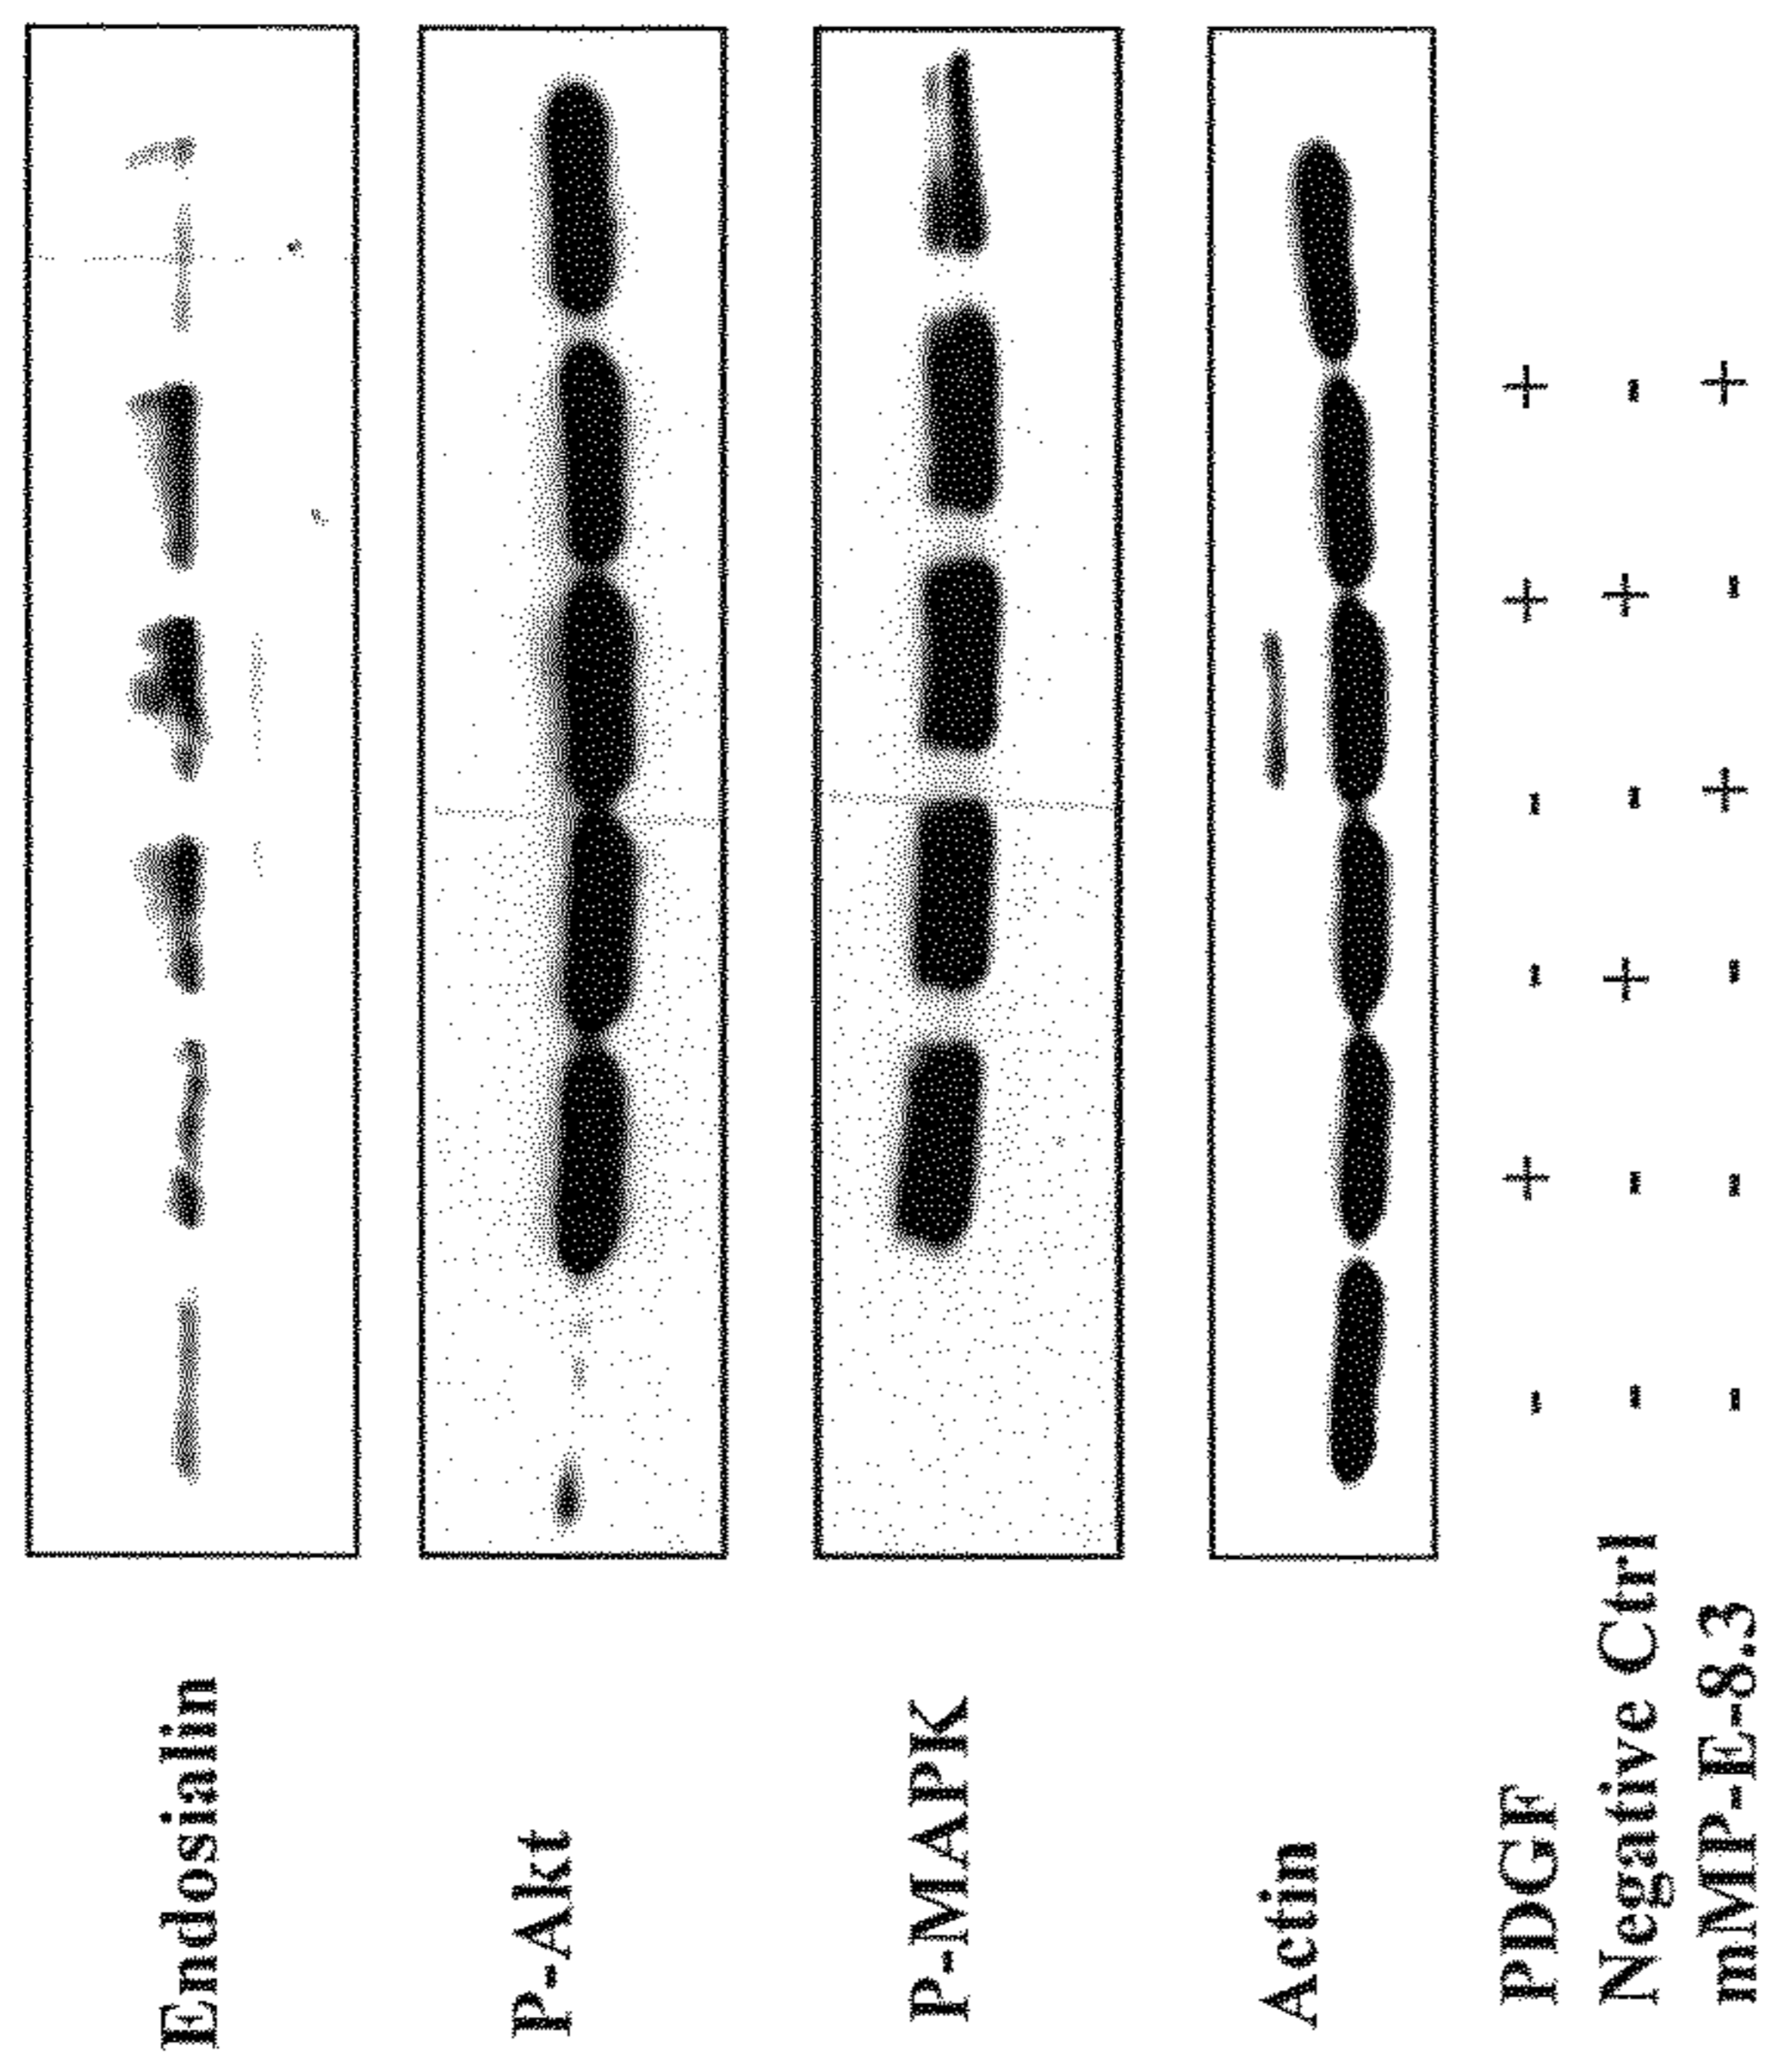 Endosialin
P-Akt
P-MAPK
Actin
PDGF - + - - + +
Negative Ctrl - - + - + -
mMP-E-8.3 - - - + - +